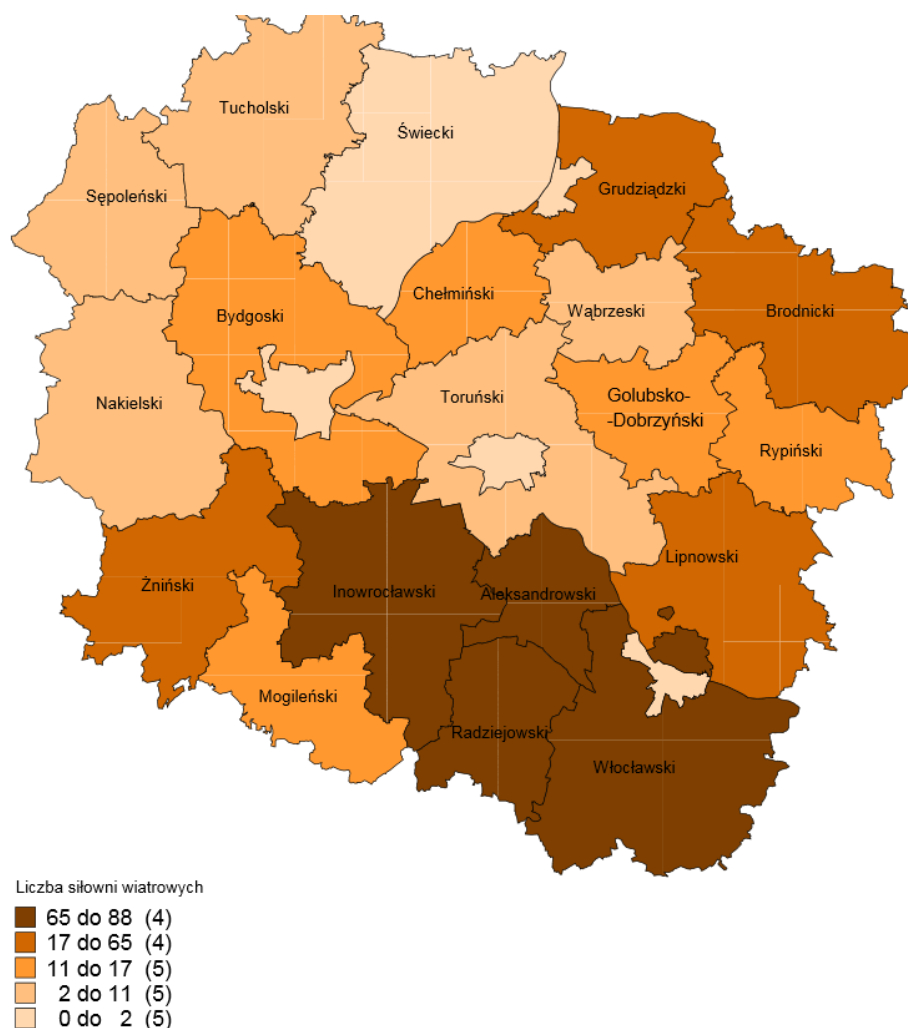 Tucholski
Świecki
Sępoleński
Grudziądzki
Chełmiński
Bydgoski
Wąbrzeski
Brodnicki
Nakielski
Toruński
Golubsko-
-Dobrzyński
Rypiński
Lipnowski
Żniński
Inowrocławski
Aleksandrowski
Mogileński
Radziejowski
Włocławski
Liczba siłowni wiatrowych
65 do 88 (4)
17 do 65 (4)
11 do 17 (5)
2 do 11 (5)
0 do 2 (5)